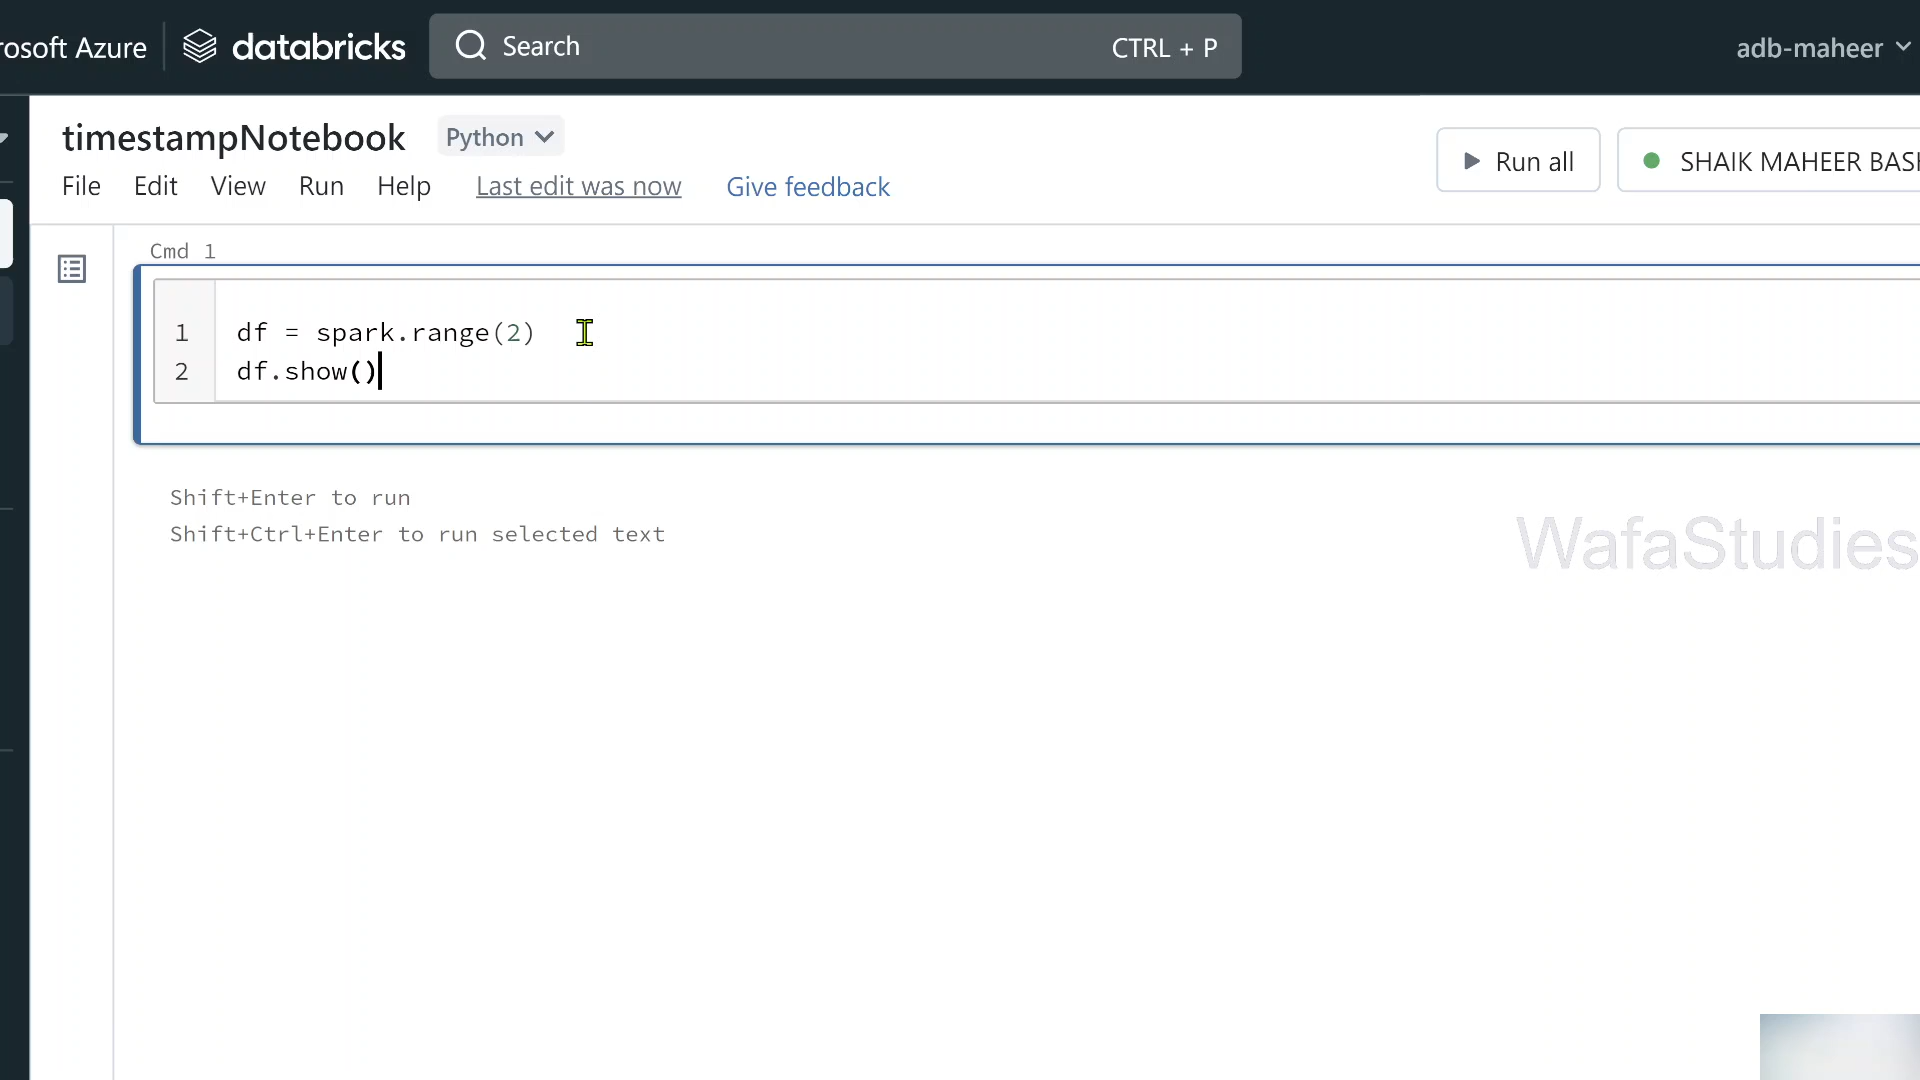 rosoft Azure databricks Search CTRL + P adb-maheer
timestampNotebook Python
Run all SHAIK MAHEER BASH
File Edit View Run Help Last edit was now Give feedback
Cmd 1
1 df = spark.range(2)
2 df.show()
Shift+Enter to run
Shift+Ctrl+Enter to run selected text
WafaStudies